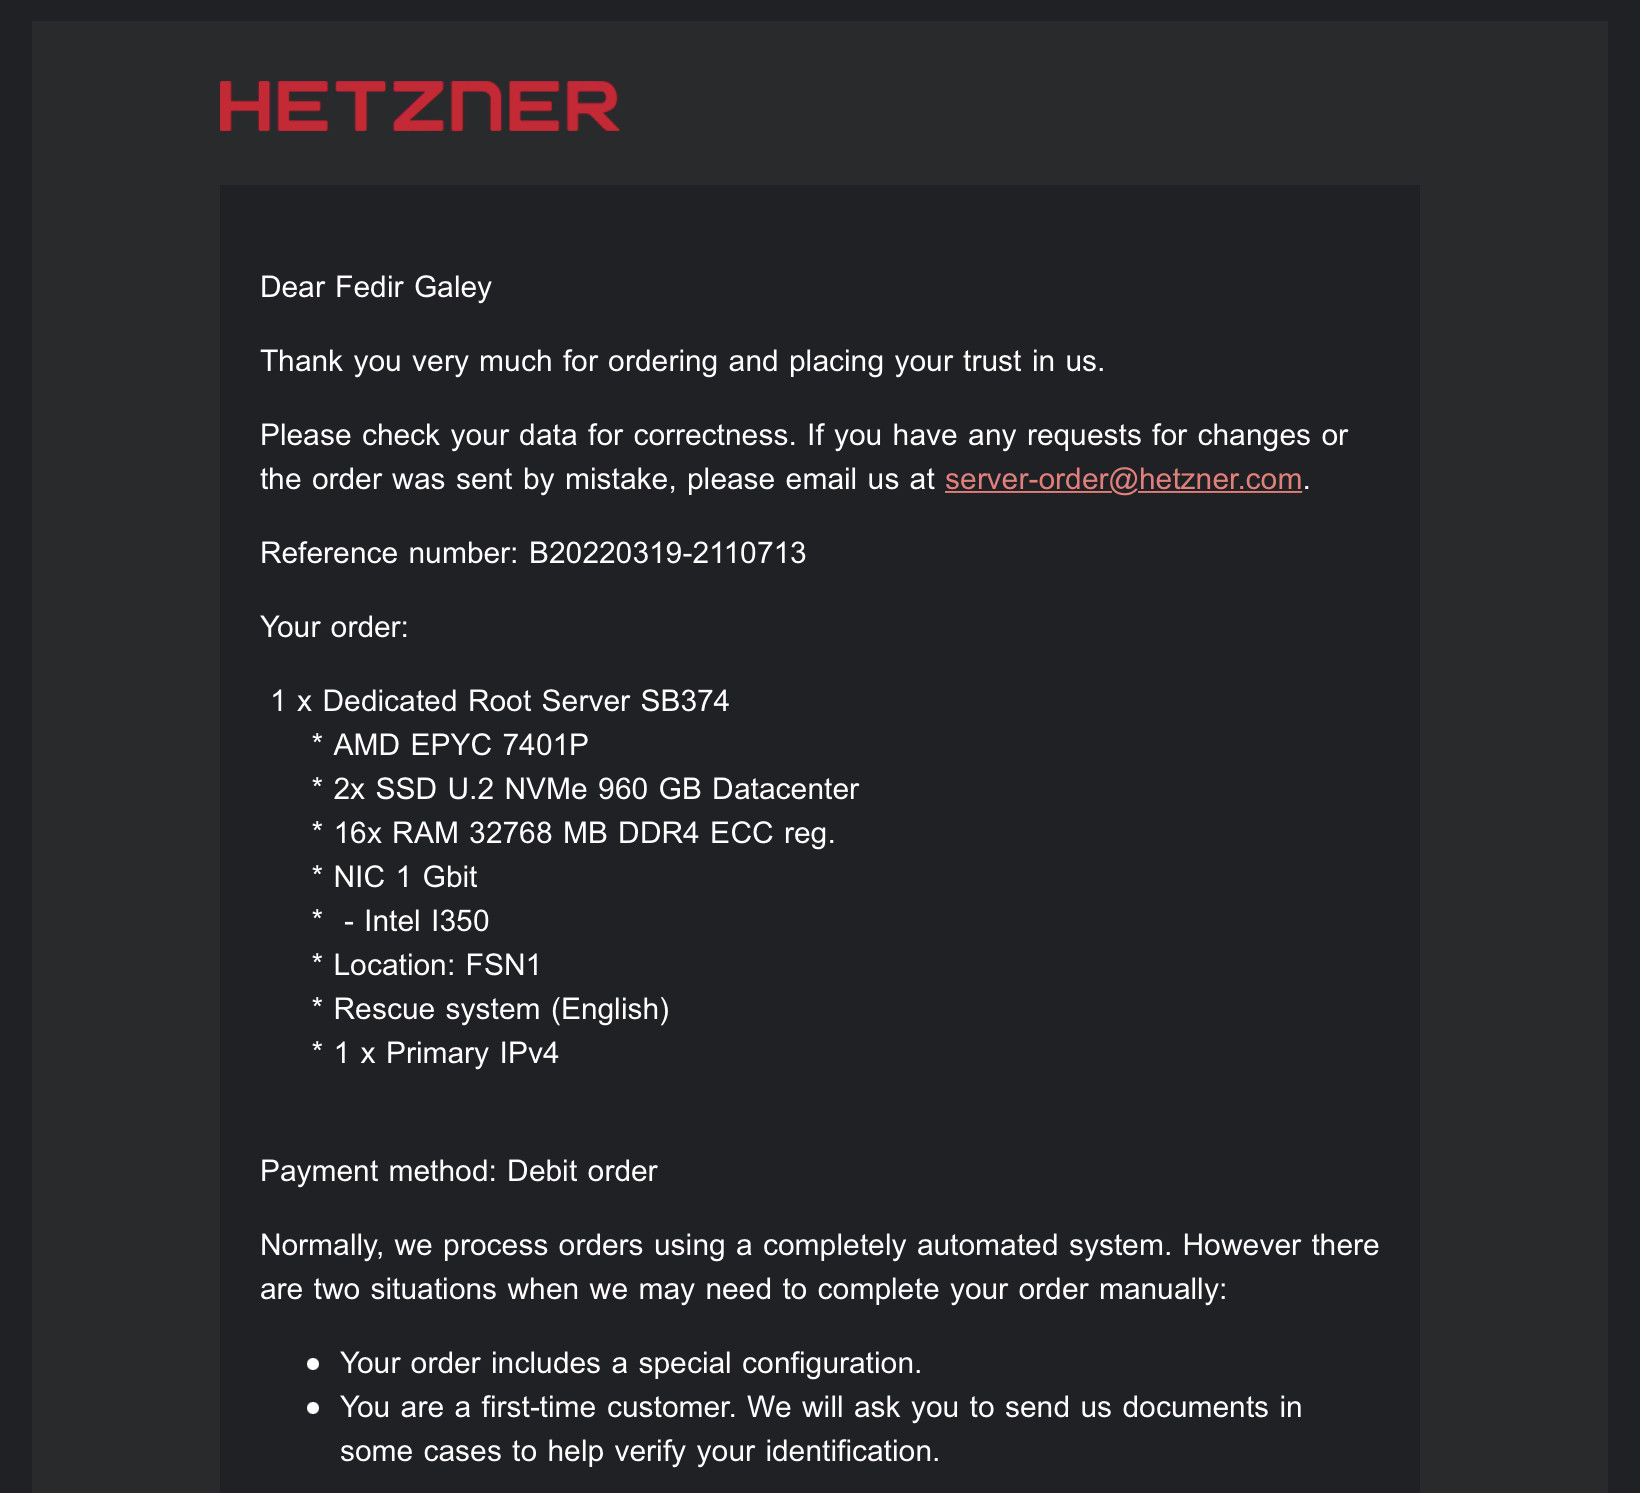 HETZNER
Dear Fedir Galey
Thank you very much for ordering and placing your trust in us.
Please check your data for correctness. If you have any requests for changes or
the order was sent by mistake, please email us at server-order@hetzner.com.
Reference number: B20220319-2110713
Your order:
1 x Dedicated Root Server SB374
* AMD EPYC 7401P
* 2x SSD U.2 NVMe 960 GB Datacenter
* 16x RAM 32768 MB DDR4 ECC reg.
* NIC 1 Gbit
* - Intel I350
* Location: FSN1
* Rescue system (English)
* 1 x Primary IPv4
Payment method: Debit order
Normally, we process orders using a completely automated system. However there
are two situations when we may need to complete your order manually:
● Your order includes a special configuration.
● You are a first-time customer. We will ask you to send us documents in
some cases to help verify your identification.